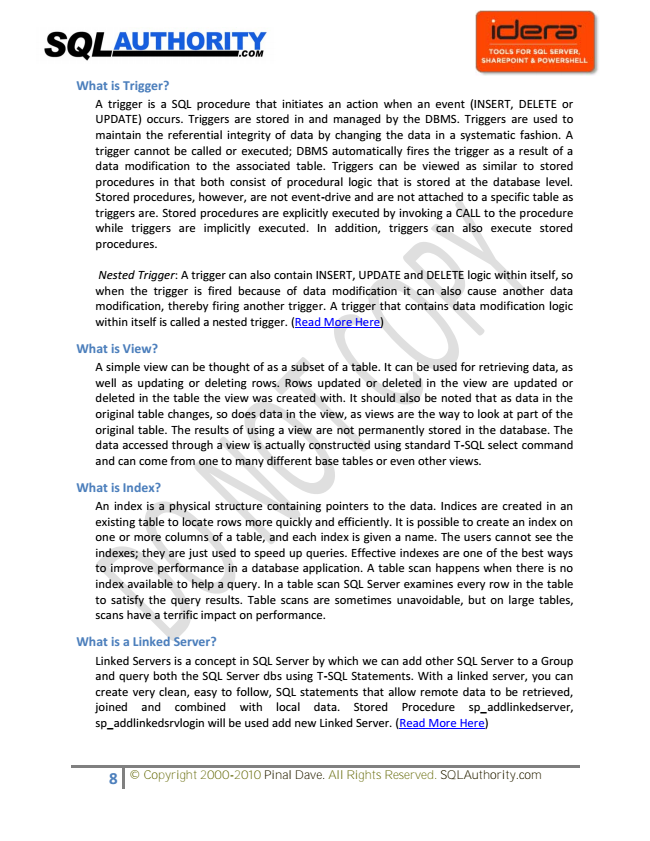 SQLAUTHORITY.COM
idera™
TOOLS FOR SQL SERVER,
SHAREPOINT & POWERSHELL
What is Trigger?
A trigger is a SQL procedure that initiates an action when an event (INSERT, DELETE or
UPDATE) occurs. Triggers are stored in and managed by the DBMS. Triggers are used to
maintain the referential integrity of data by changing the data in a systematic fashion. A
trigger cannot be called or executed; DBMS automatically fires the trigger as a result of a
data modification to the associated table. Triggers can be viewed as similar to stored
procedures in that both consist of procedural logic that is stored at the database level.
Stored procedures, however, are not event-drive and are not attached to a specific table as
triggers are. Stored procedures are explicitly executed by invoking a CALL to the procedure
while triggers are implicitly executed. In addition, triggers can also execute stored
procedures.
Nested Trigger: A trigger can also contain INSERT, UPDATE and DELETE logic within itself, so
when the trigger is fired because of data modification it can also cause another data
modification, thereby firing another trigger. A trigger that contains data modification logic
within itself is called a nested trigger. (Read More Here)
What is View?
A simple view can be thought of as a subset of a table. It can be used for retrieving data, as
well as updating or deleting rows. Rows updated or deleted in the view are updated or
deleted in the table the view was created with. It should also be noted that as data in the
original table changes, so does data in the view, as views are the way to look at part of the
original table. The results of using a view are not permanently stored in the database. The
data accessed through a view is actually constructed using standard T-SQL select command
and can come from one to many different base tables or even other views.
What is Index?
An index is a physical structure containing pointers to the data. Indices are created in an
existing table to locate rows more quickly and efficiently. It is possible to create an index on
one or more columns of a table, and each index is given a name. The users cannot see the
indexes; they are just used to speed up queries. Effective indexes are one of the best ways
to improve performance in a database application. A table scan happens when there is no
index available to help a query. In a table scan SQL Server examines every row in the table
to satisfy the query results. Table scans are sometimes unavoidable, but on large tables,
scans have a terrific impact on performance.
What is a Linked Server?
Linked Servers is a concept in SQL Server by which we can add other SQL Server to a Group
and query both the SQL Server dbs using T-SQL Statements. With a linked server, you can
create very clean, easy to follow, SQL statements that allow remote data to be retrieved,
joined and combined with local data. Stored Procedure sp_addlinkedserver,
sp_addlinkedsrvlogin will be used add new Linked Server. (Read More Here)
DO NOT COPY
8 © Copyright 2000-2010 Pinal Dave. All Rights Reserved. SQLAuthority.com